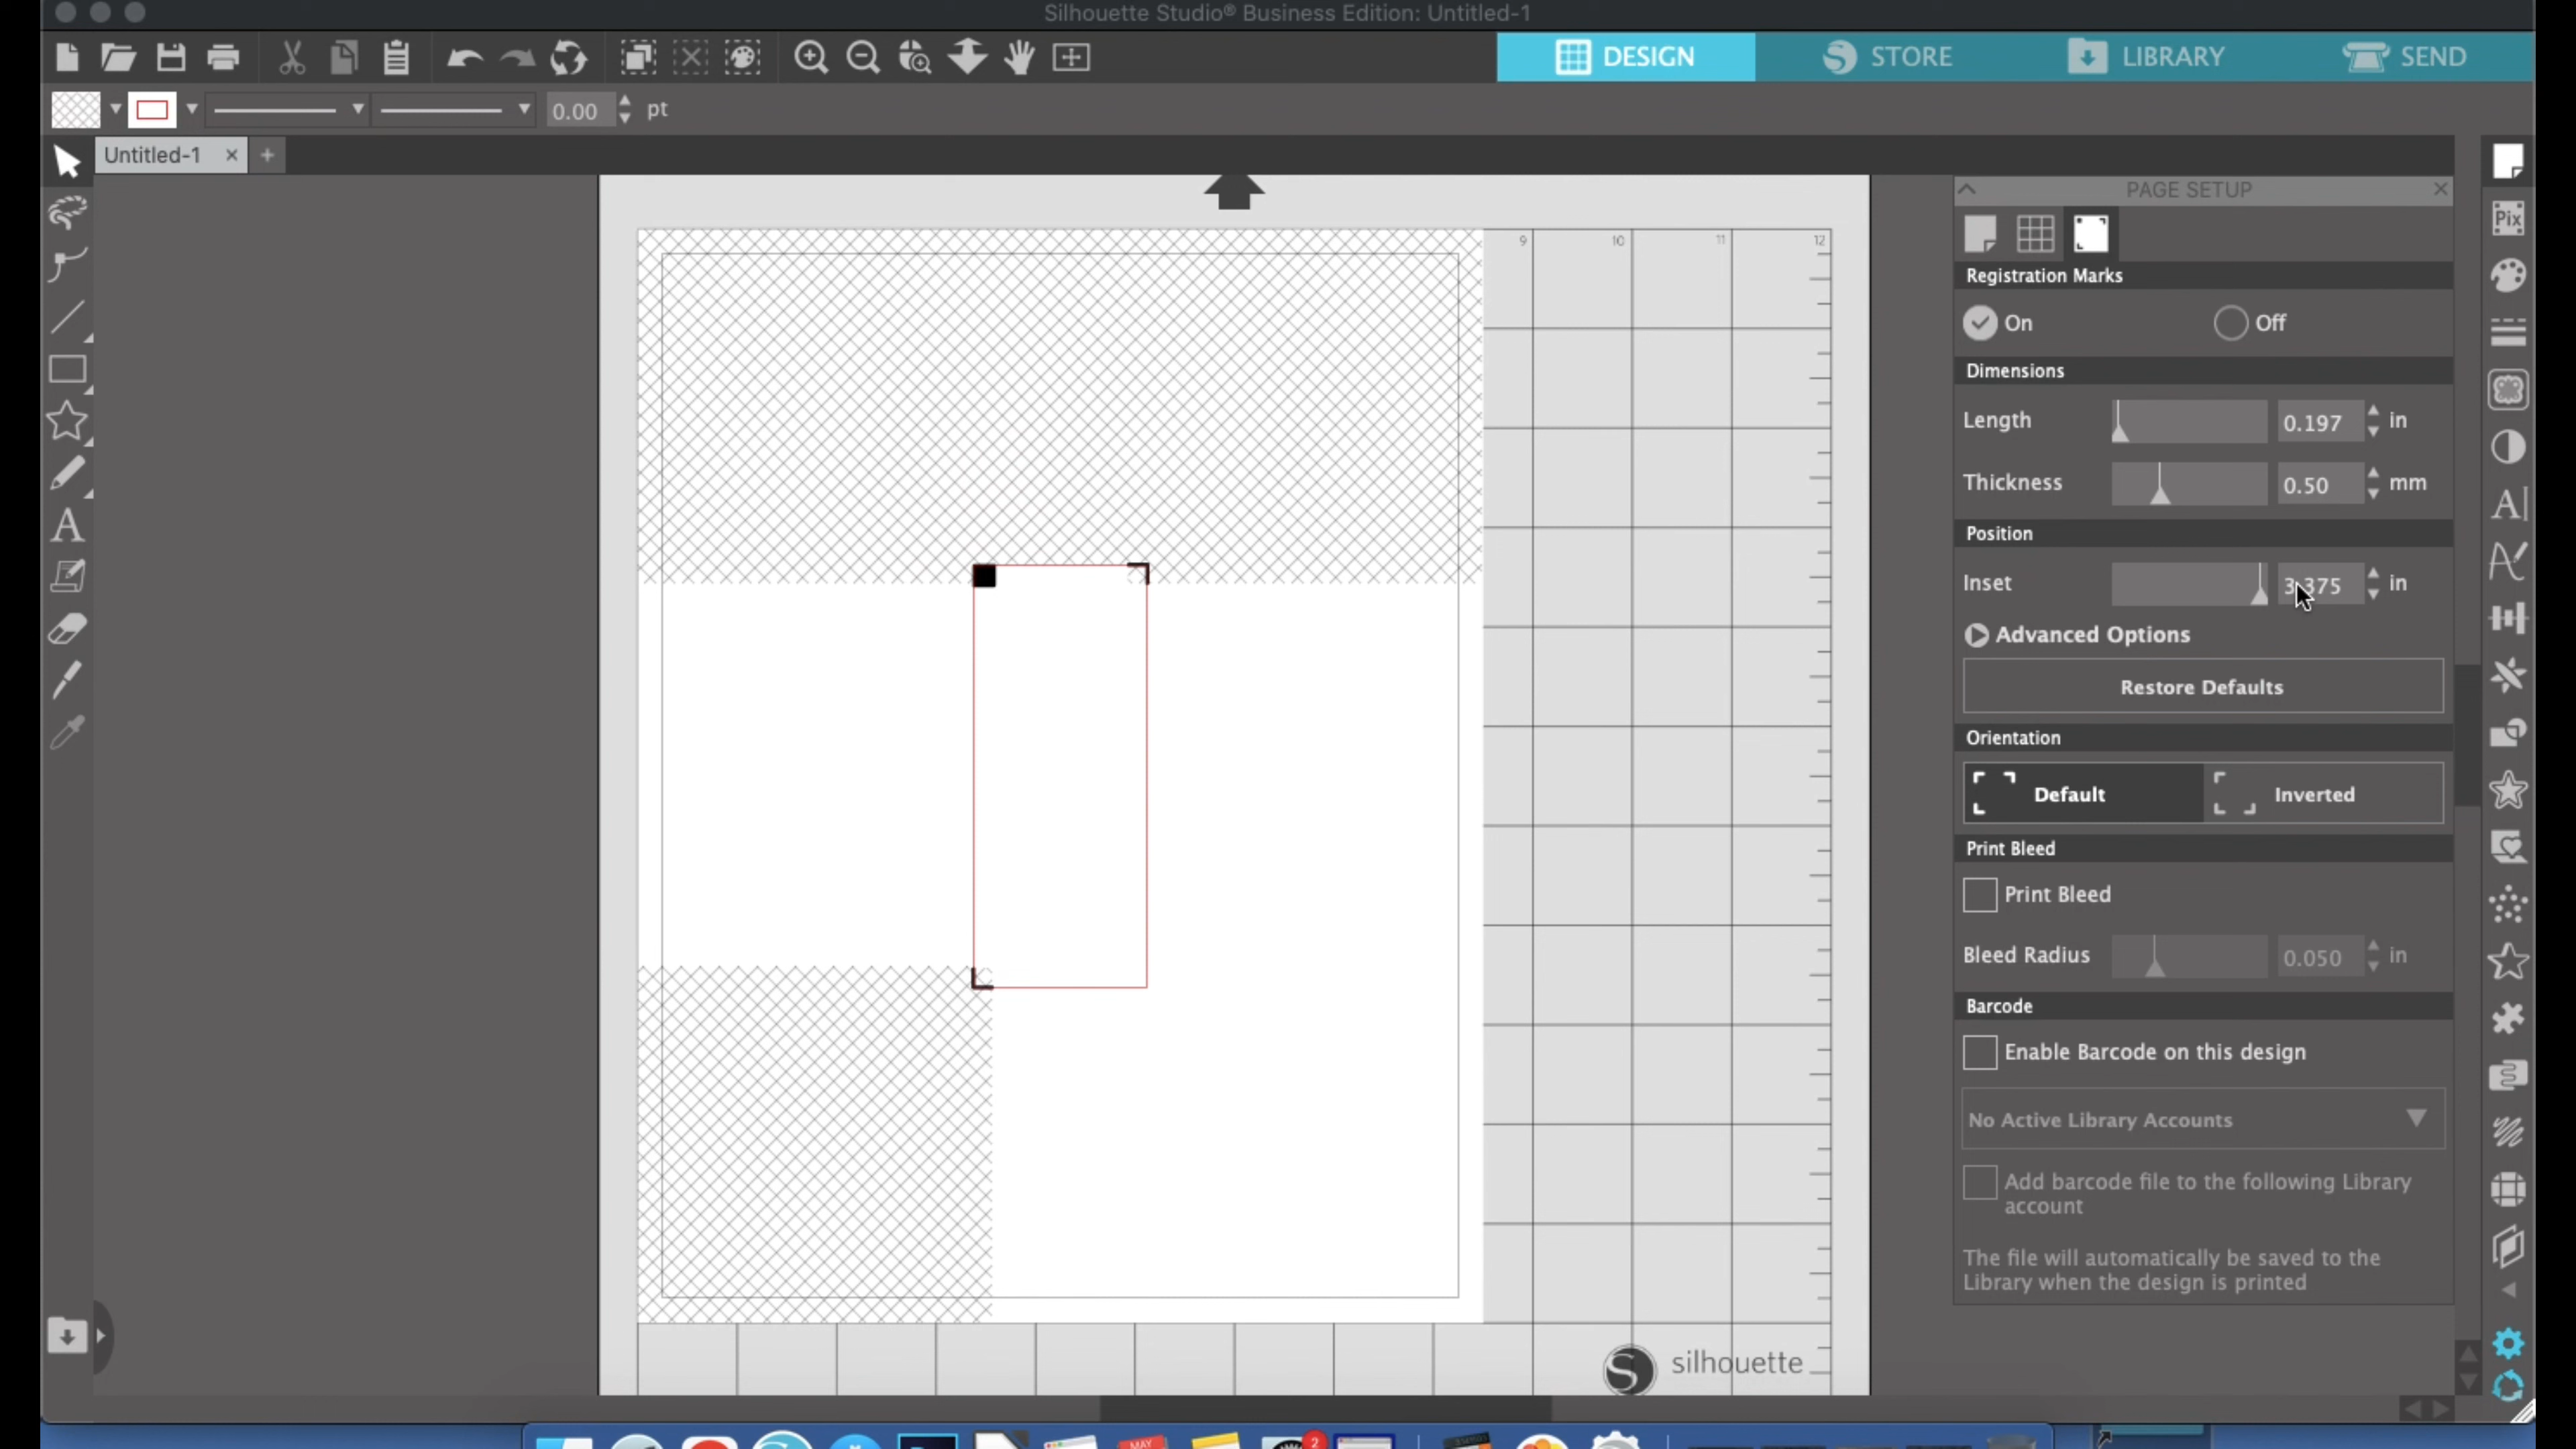 Silhouette Studio® Business Edition: Untitled-1
DESIGN
STORE
LIBRARY
SEND
0.00 pt
Untitled-1
PAGE SETUP
Pix
9 10 11 12
Registration Marks
On
Off
Dimensions
Length 0.197 in
Thickness 0.50 mm
Position
Inset 3.375 in
Advanced Options
Restore Defaults
Orientation
Default
Inverted
Print Bleed
Print Bleed
Bleed Radius 0.050 in
Barcode
Enable Barcode on this design
No Active Library Accounts
Add barcode file to the following Library
account
The file will automatically be saved to the
Library when the design is printed
silhouette
MAY
2